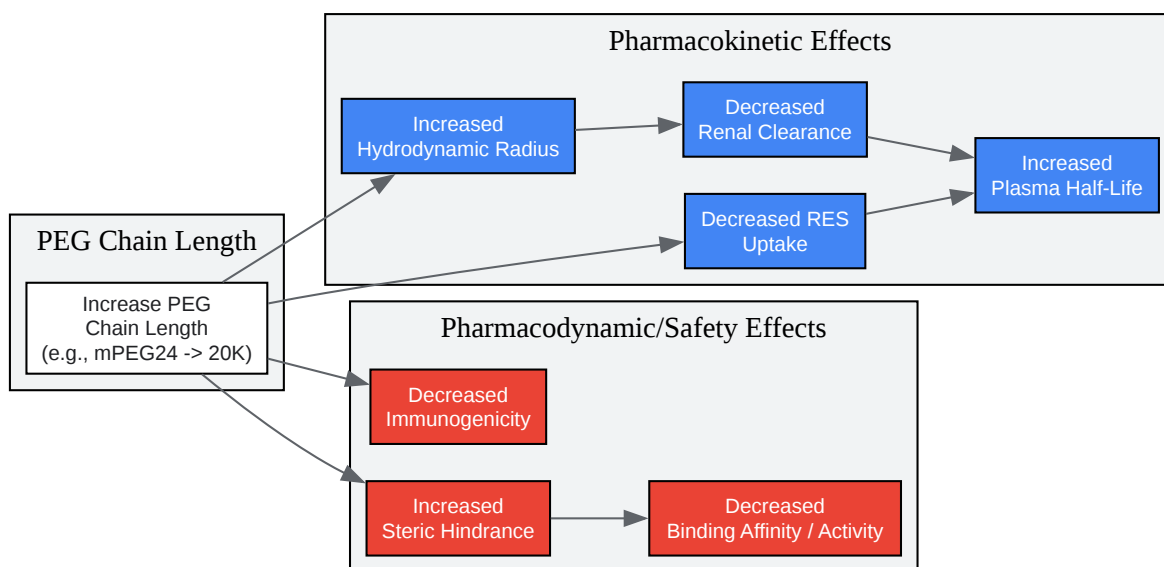 Pharmacokinetic Effects
Increased
Hydrodynamic Radius
Decreased
Renal Clearance
Increased
Plasma Half-Life
Decreased RES
Uptake
PEG Chain Length
Increase PEG
Chain Length
(e.g., mPEG24 -> 20K)
Pharmacodynamic/Safety Effects
Decreased
Immunogenicity
Increased
Steric Hindrance
Decreased
Binding Affinity / Activity